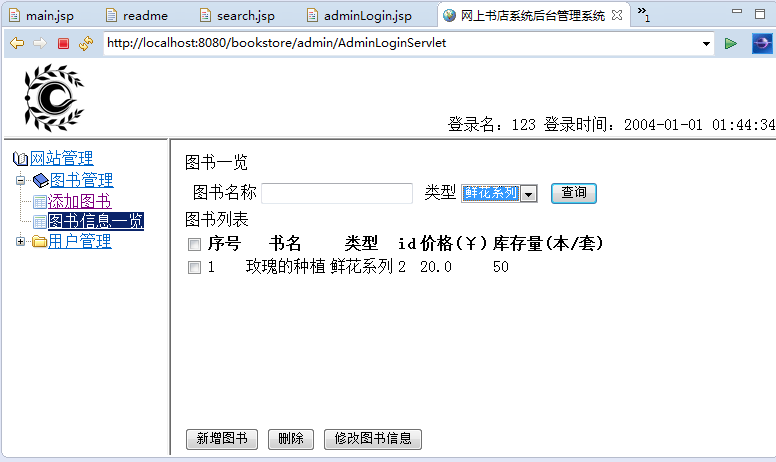 main.jsp readme search.jsp adminLogin.jsp 网上书店系统后台管理系统 »1
http://localhost:8080/bookstore/admin/AdminLoginServlet
登录名：123 登录时间：2004-01-01 01:44:34
网站管理
图书管理
添加图书
图书信息一览
用户管理
图书一览
图书名称 类型 鲜花系列 查询
图书列表
序号 书名 类型 id 价格(￥) 库存量(本/套)
1 玫瑰的种植 鲜花系列 2 20.0 50
新增图书 删除 修改图书信息